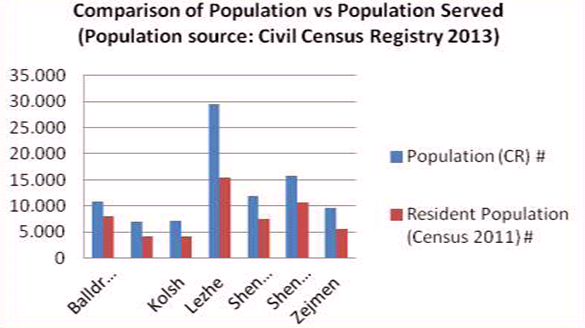 Comparison of Population vs Population Served
(Population source: Civil Census Registry 2013)
35.000
30.000
25.000
20.000
15.000
10.000
5.000
0
Balldr...
Kolsh
Lezhe
Shen...
Shen...
Zejmen
Population (CR) #
Resident Population
(Census 2011) #